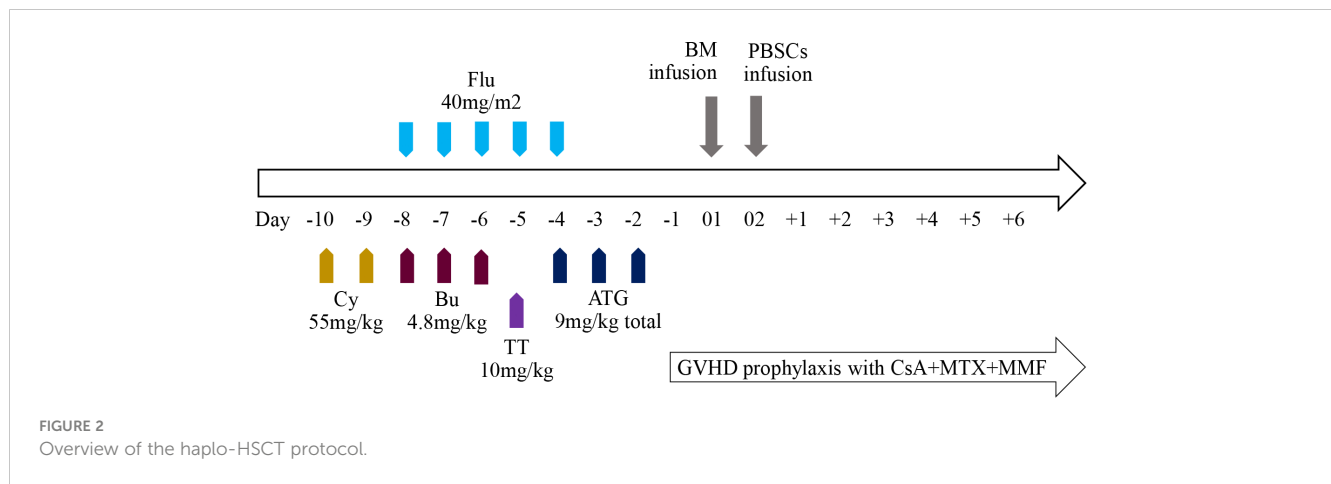 BM
infusion
PBSCs
infusion
Flu
40mg/m2
Day -10 -9 -8 -7 -6 -5 -4 -3 -2 -1 01 02 +1 +2 +3 +4 +5 +6
Cy
55mg/kg
Bu
4.8mg/kg
TT
10mg/kg
ATG
9mg/kg total
GVHD prophylaxis with CsA+MTX+MMF
FIGURE 2
Overview of the haplo-HSCT protocol.